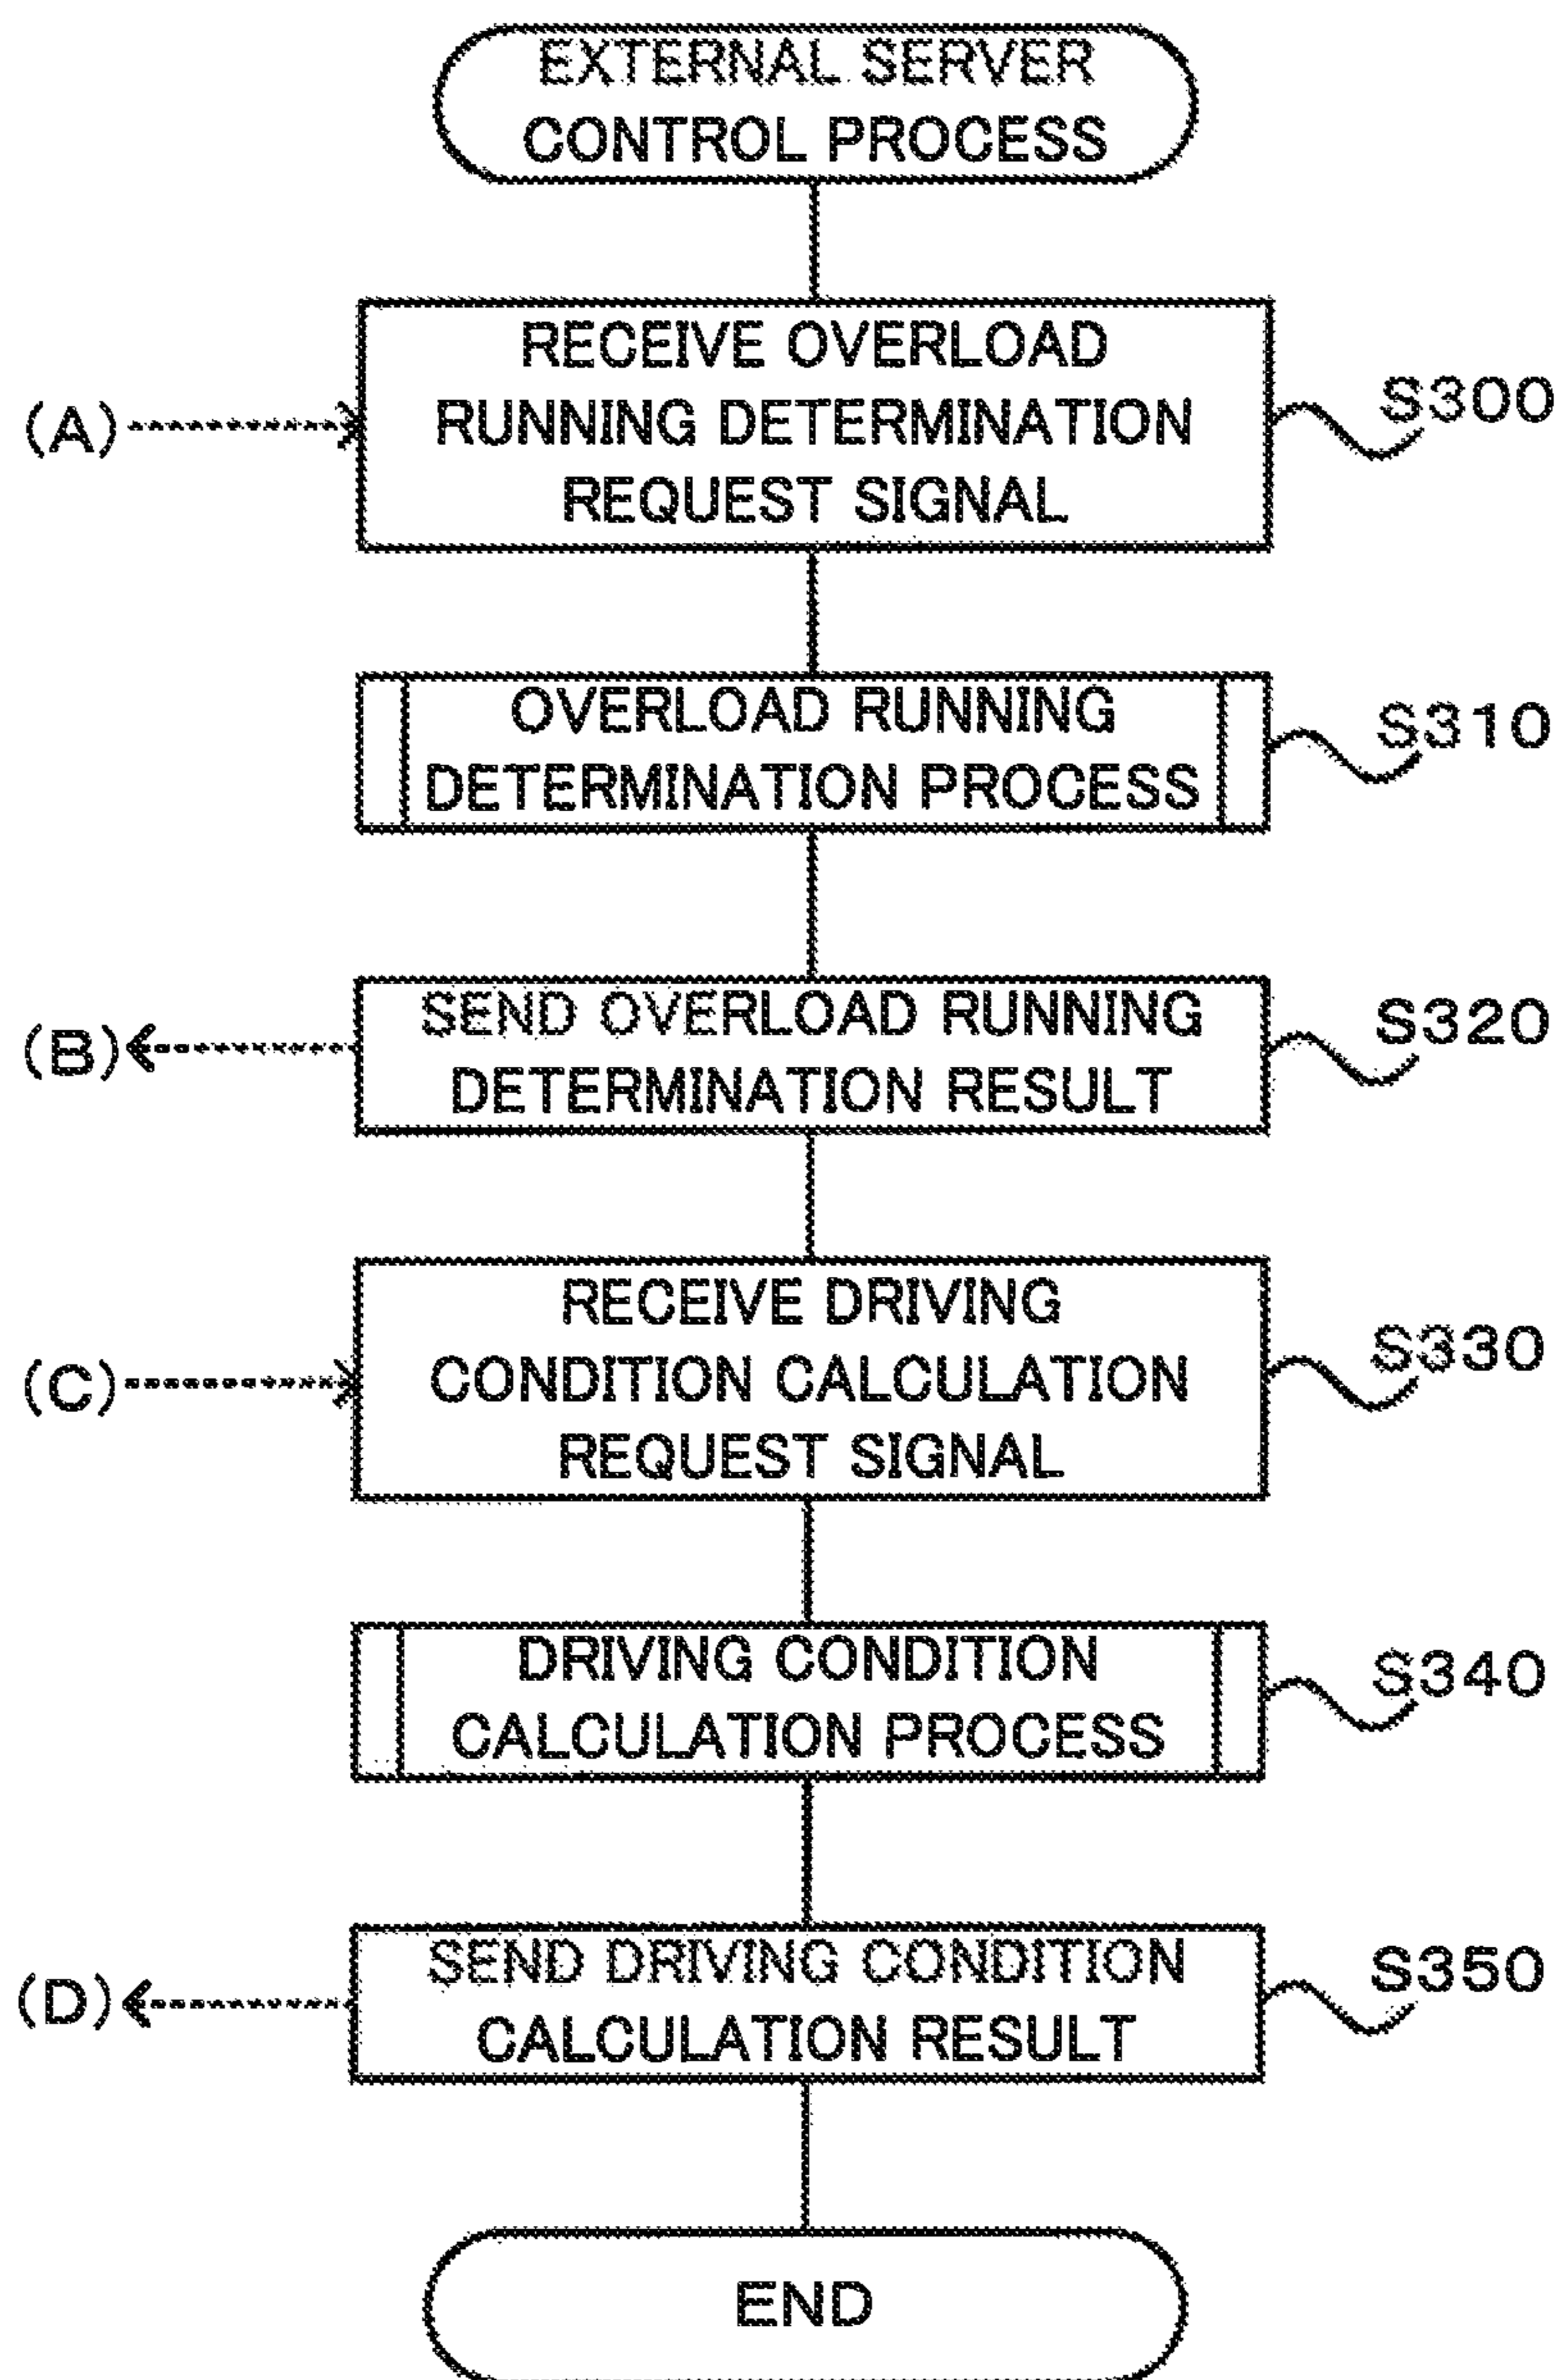 EXTERNAL SERVER
CONTROL PROCESS
RECEIVE OVERLOAD
RUNNING DETERMINATION
REQUEST SIGNAL
(A)
S300
OVERLOAD RUNNING
DETERMINATION PROCESS
S310
SEND OVERLOAD RUNNING
DETERMINATION RESULT
(B)
S320
RECEIVE DRIVING
CONDITION CALCULATION
REQUEST SIGNAL
(C)
S330
DRIVING CONDITION
CALCULATION PROCESS
S340
SEND DRIVING CONDITION
CALCULATION RESULT
(D)
S350
END